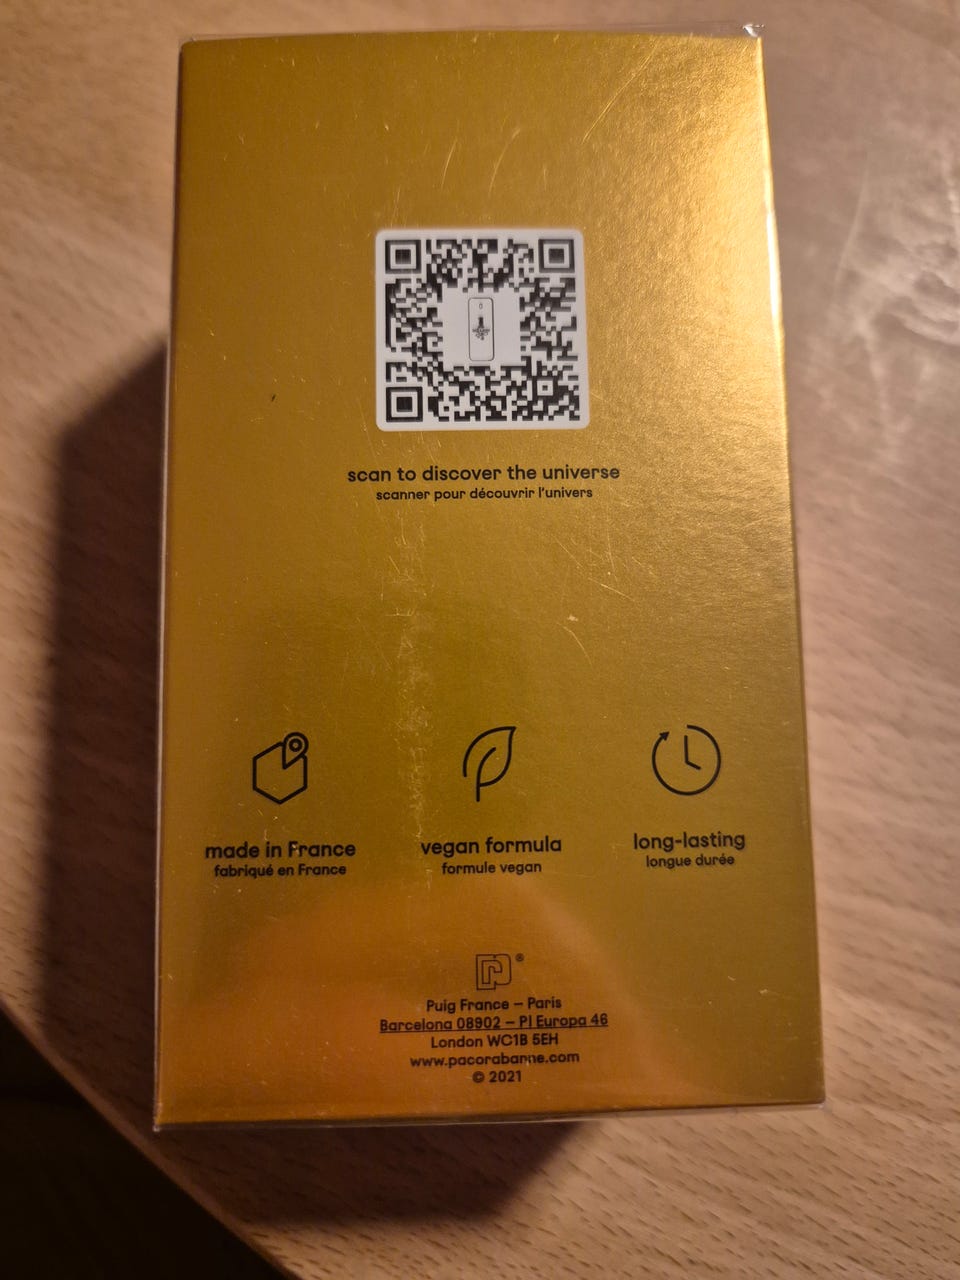 scan to discover the universe
scanner pour découvrir l'univers
made in France
fabriqué en France
vegan formula
formule vegan
long-lasting
longue durée
®
Puig France – Paris
Barcelona 08902 – Pl Europa 46
London WC1B 5EH
www.pacorabanne.com
© 2021